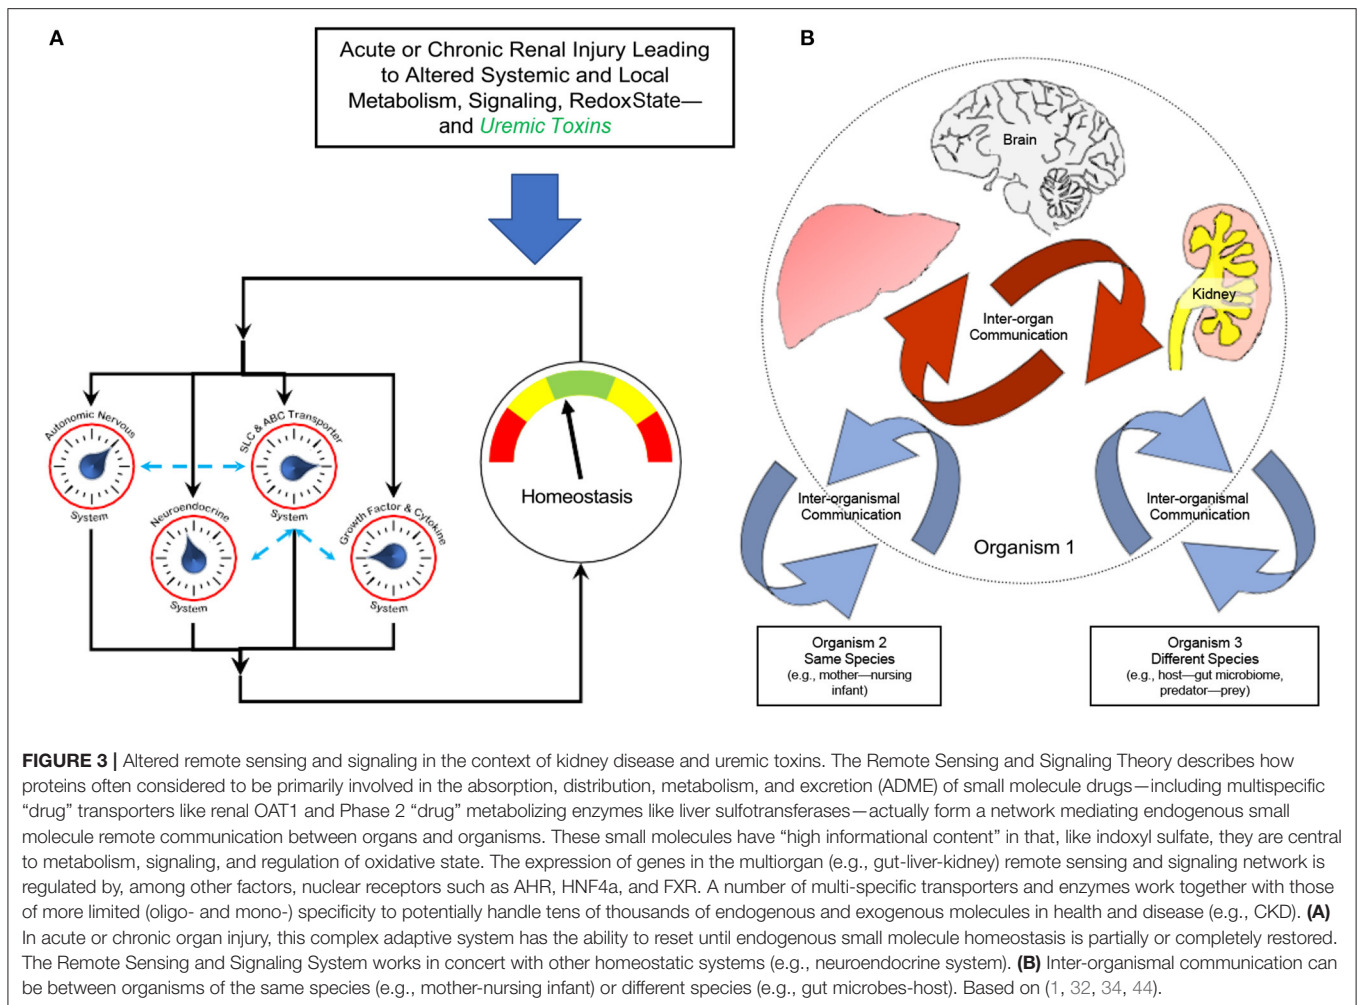 A
Acute or Chronic Renal Injury Leading
to Altered Systemic and Local
Metabolism, Signaling, Redox State—
and Uremic Toxins
Autonomic Nervous
System
SLC & ABC Transporter
System
Neuroendocrine
System
Growth Factor & Cytokine
System
Homeostasis
B
Brain
Kidney
Inter-organ
Communication
Inter-organismal
Communication
Inter-organismal
Communication
Organism 1
Organism 2
Same Species
(e.g., mother—nursing
infant)
Organism 3
Different Species
(e.g., host—gut microbiome,
predator—prey)
FIGURE 3 | Altered remote sensing and signaling in the context of kidney disease and uremic toxins. The Remote Sensing and Signaling Theory describes how
proteins often considered to be primarily involved in the absorption, distribution, metabolism, and excretion (ADME) of small molecule drugs—including multispecific
“drug” transporters like renal OAT1 and Phase 2 “drug” metabolizing enzymes like liver sulfotransferases—actually form a network mediating endogenous small
molecule remote communication between organs and organisms. These small molecules have “high informational content” in that, like indoxyl sulfate, they are central
to metabolism, signaling, and regulation of oxidative state. The expression of genes in the multiorgan (e.g., gut-liver-kidney) remote sensing and signaling network is
regulated by, among other factors, nuclear receptors such as AHR, HNF4a, and FXR. A number of multi-specific transporters and enzymes work together with those
of more limited (oligo- and mono-) specificity to potentially handle tens of thousands of endogenous and exogenous molecules in health and disease (e.g., CKD). (A)
In acute or chronic organ injury, this complex adaptive system has the ability to reset until endogenous small molecule homeostasis is partially or completely restored.
The Remote Sensing and Signaling System works in concert with other homeostatic systems (e.g., neuroendocrine system). (B) Inter-organismal communication can
be between organisms of the same species (e.g., mother-nursing infant) or different species (e.g., gut microbes-host). Based on (1, 32, 34, 44).